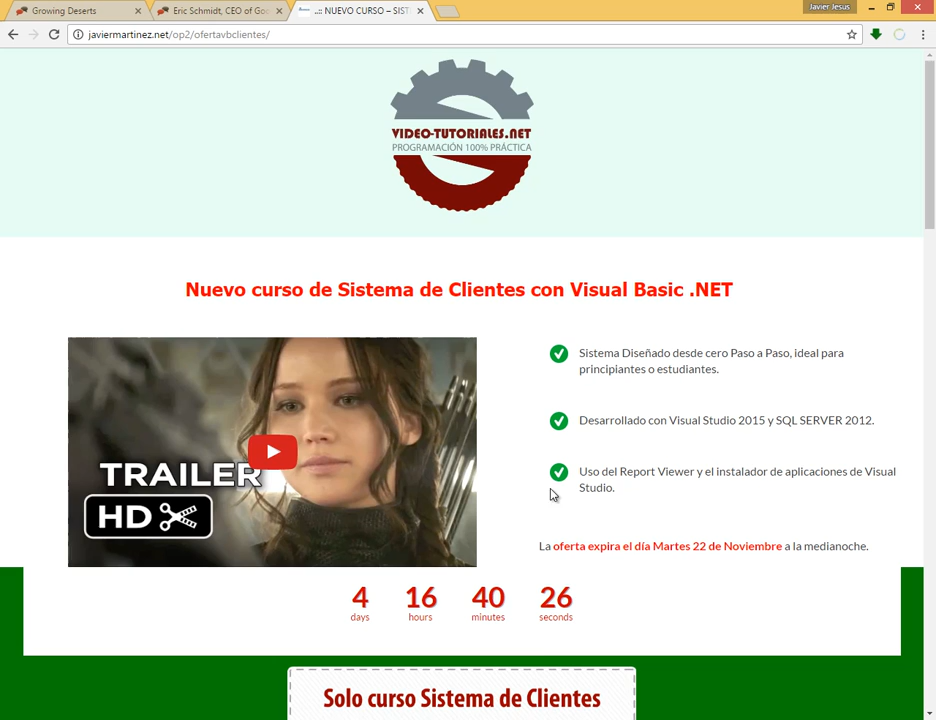 Growing Deserts
Eric Schmidt, CEO of Goo
..:: NUEVO CURSO – SIST
Javier Jesus
javiermartinez.net/op2/ofertavbclientes/
VIDEO-TUTORIALES.NET
PROGRAMACIÓN 100% PRÁCTICA
Nuevo curso de Sistema de Clientes con Visual Basic .NET
TRAILER
HD
Sistema Diseñado desde cero Paso a Paso, ideal para
principiantes o estudiantes.
Desarrollado con Visual Studio 2015 y SQL SERVER 2012.
Uso del Report Viewer y el instalador de aplicaciones de Visual
Studio.
La oferta expira el día Martes 22 de Noviembre a la medianoche.
4 16 40 26
days hours minutes seconds
Solo curso Sistema de Clientes